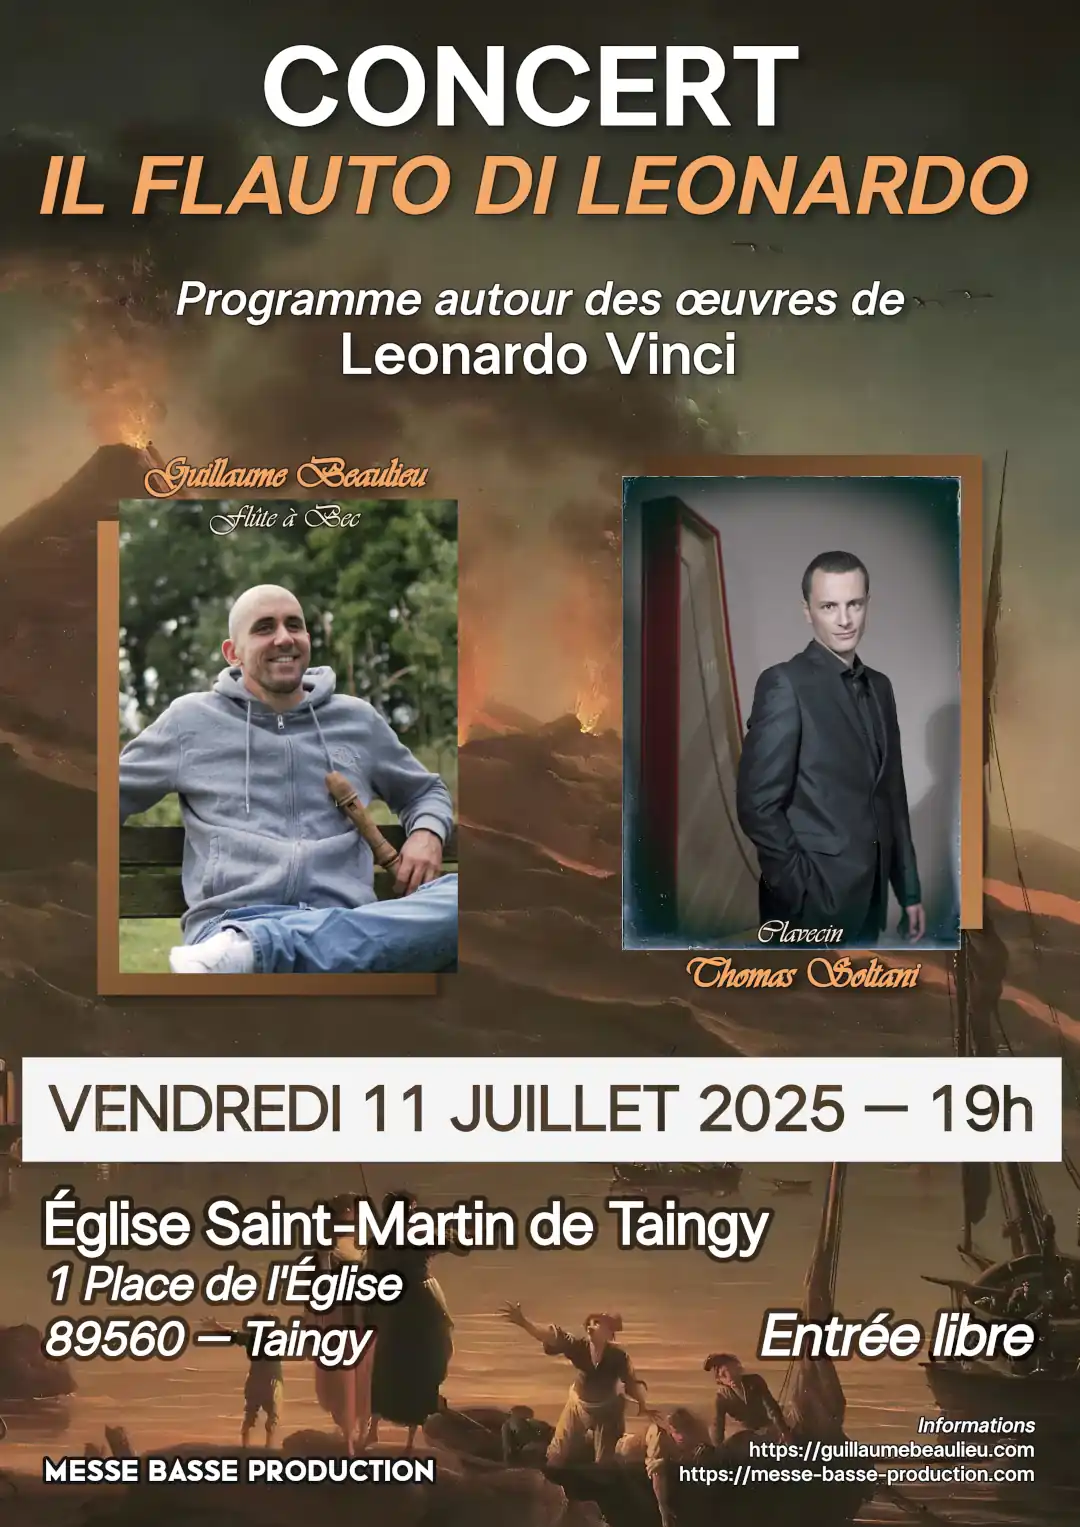 CONCERT
IL FLAUTO DI LEONARDO
Programme autour des œuvres de
Leonardo Vinci
Guillaume Beaulieu
Flûte à Bec
Clavecin
Thomas Soltani
VENDREDI 11 JUILLET 2025 — 19h
Église Saint-Martin de Taingy
1 Place de l'Église
89560 — Taingy
Entrée libre
Informations
https://guillaumebeaulieu.com
https://messe-basse-production.com
MESSE BASSE PRODUCTION